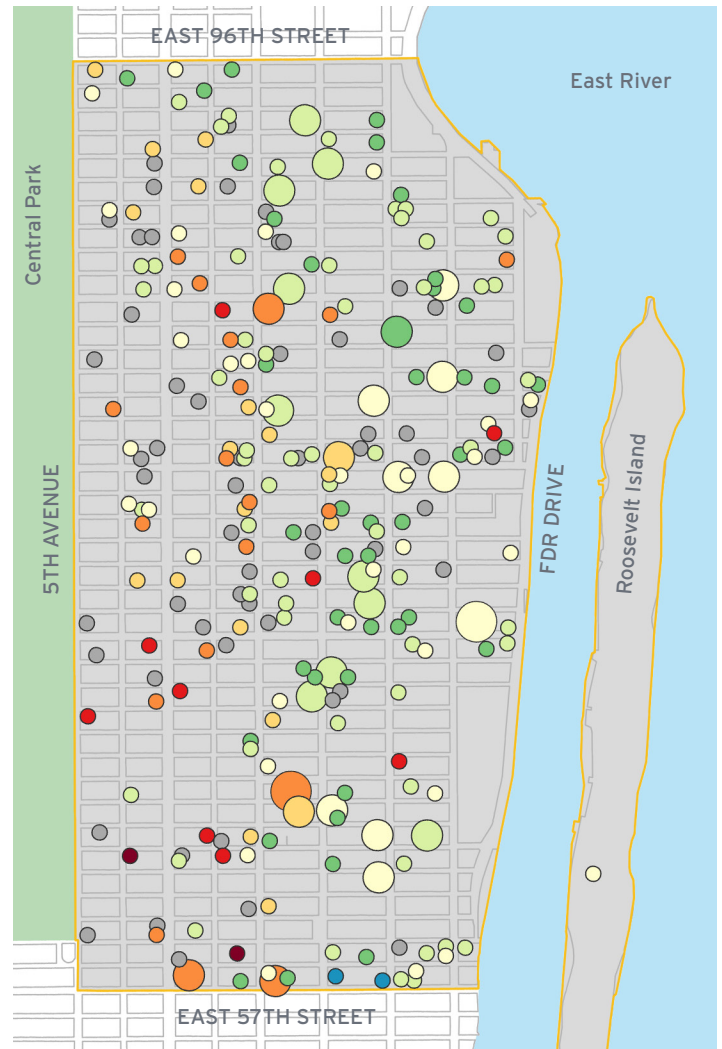 EAST 96TH STREET
East River
Central Park
5TH AVENUE
FDR DRIVE
Roosevelt Island
EAST 57TH STREET